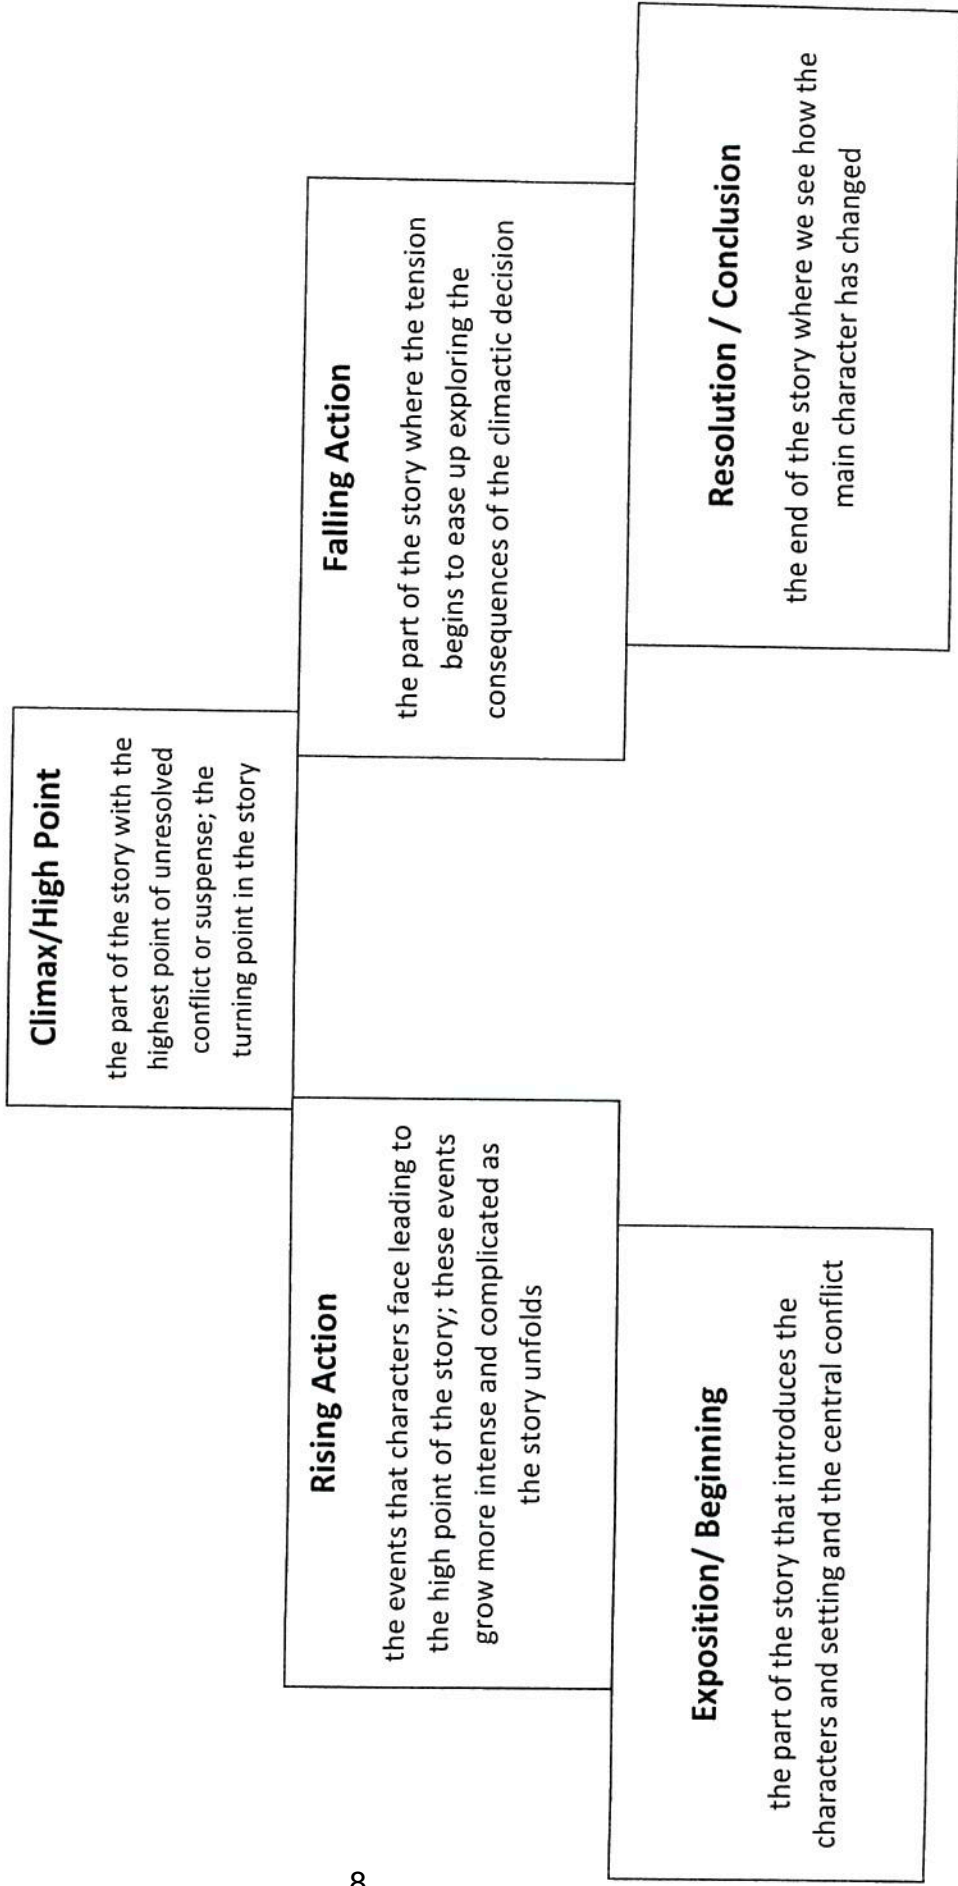 Climax/High Point
the part of the story with the
highest point of unresolved
conflict or suspense; the
turning point in the story
Rising Action
the events that characters face leading to
the high point of the story; these events
grow more intense and complicated as
the story unfolds
Falling Action
the part of the story where the tension
begins to ease up exploring the
consequences of the climactic decision
Exposition/ Beginning
the part of the story that introduces the
characters and setting and the central conflict
Resolution / Conclusion
the end of the story where we see how the
main character has changed
8